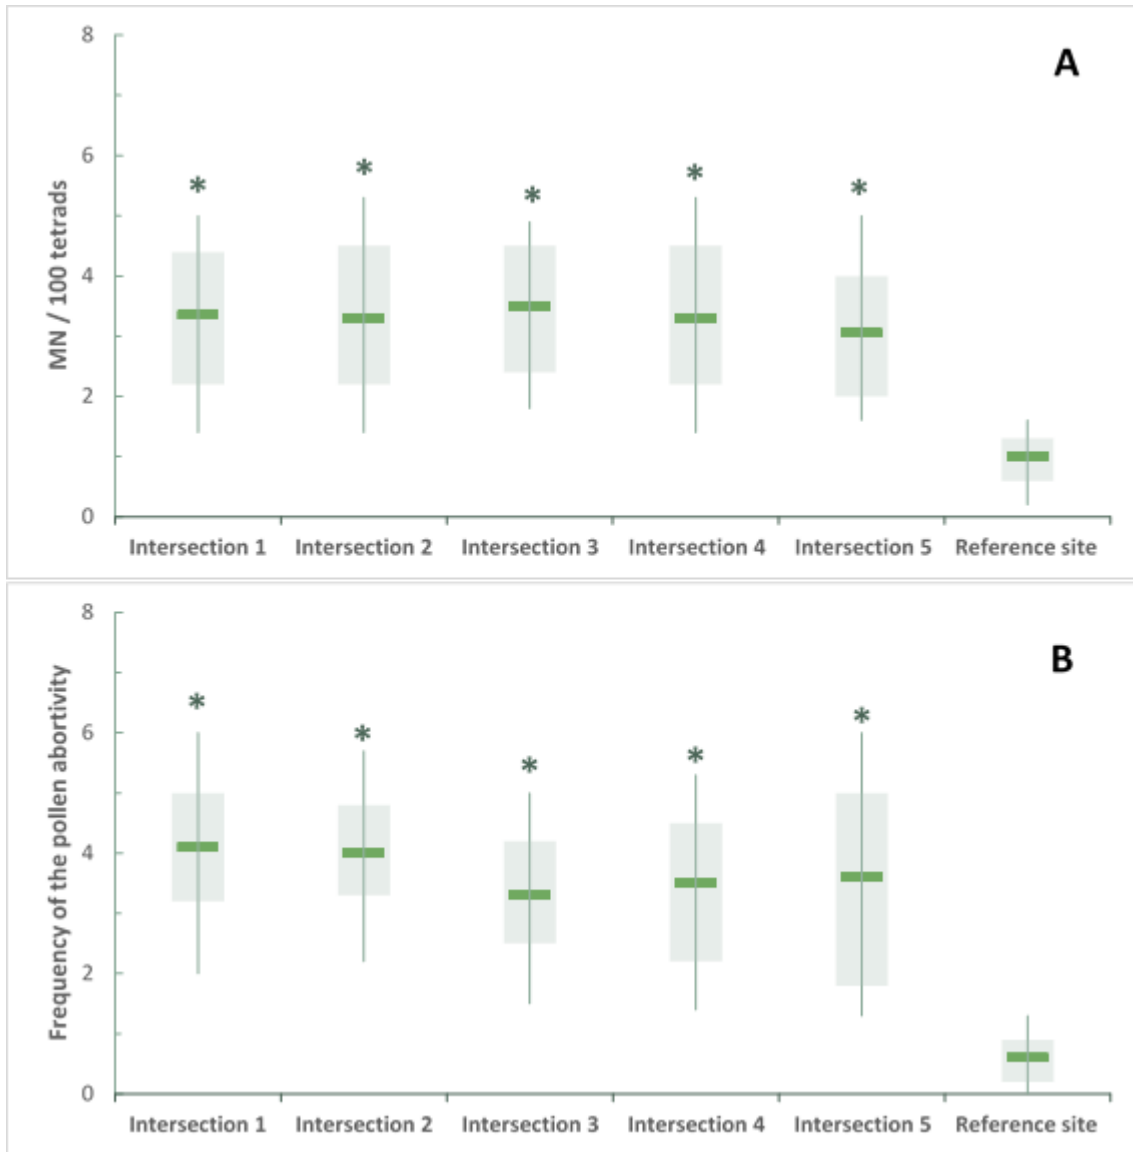 A
MN / 100 tetrads
8
6
4
2
0
* * * * *
Intersection 1 Intersection 2 Intersection 3 Intersection 4 Intersection 5 Reference site
B
Frequency of the pollen abortivity
8
6
4
2
0
* * * * *
Intersection 1 Intersection 2 Intersection 3 Intersection 4 Intersection 5 Reference site